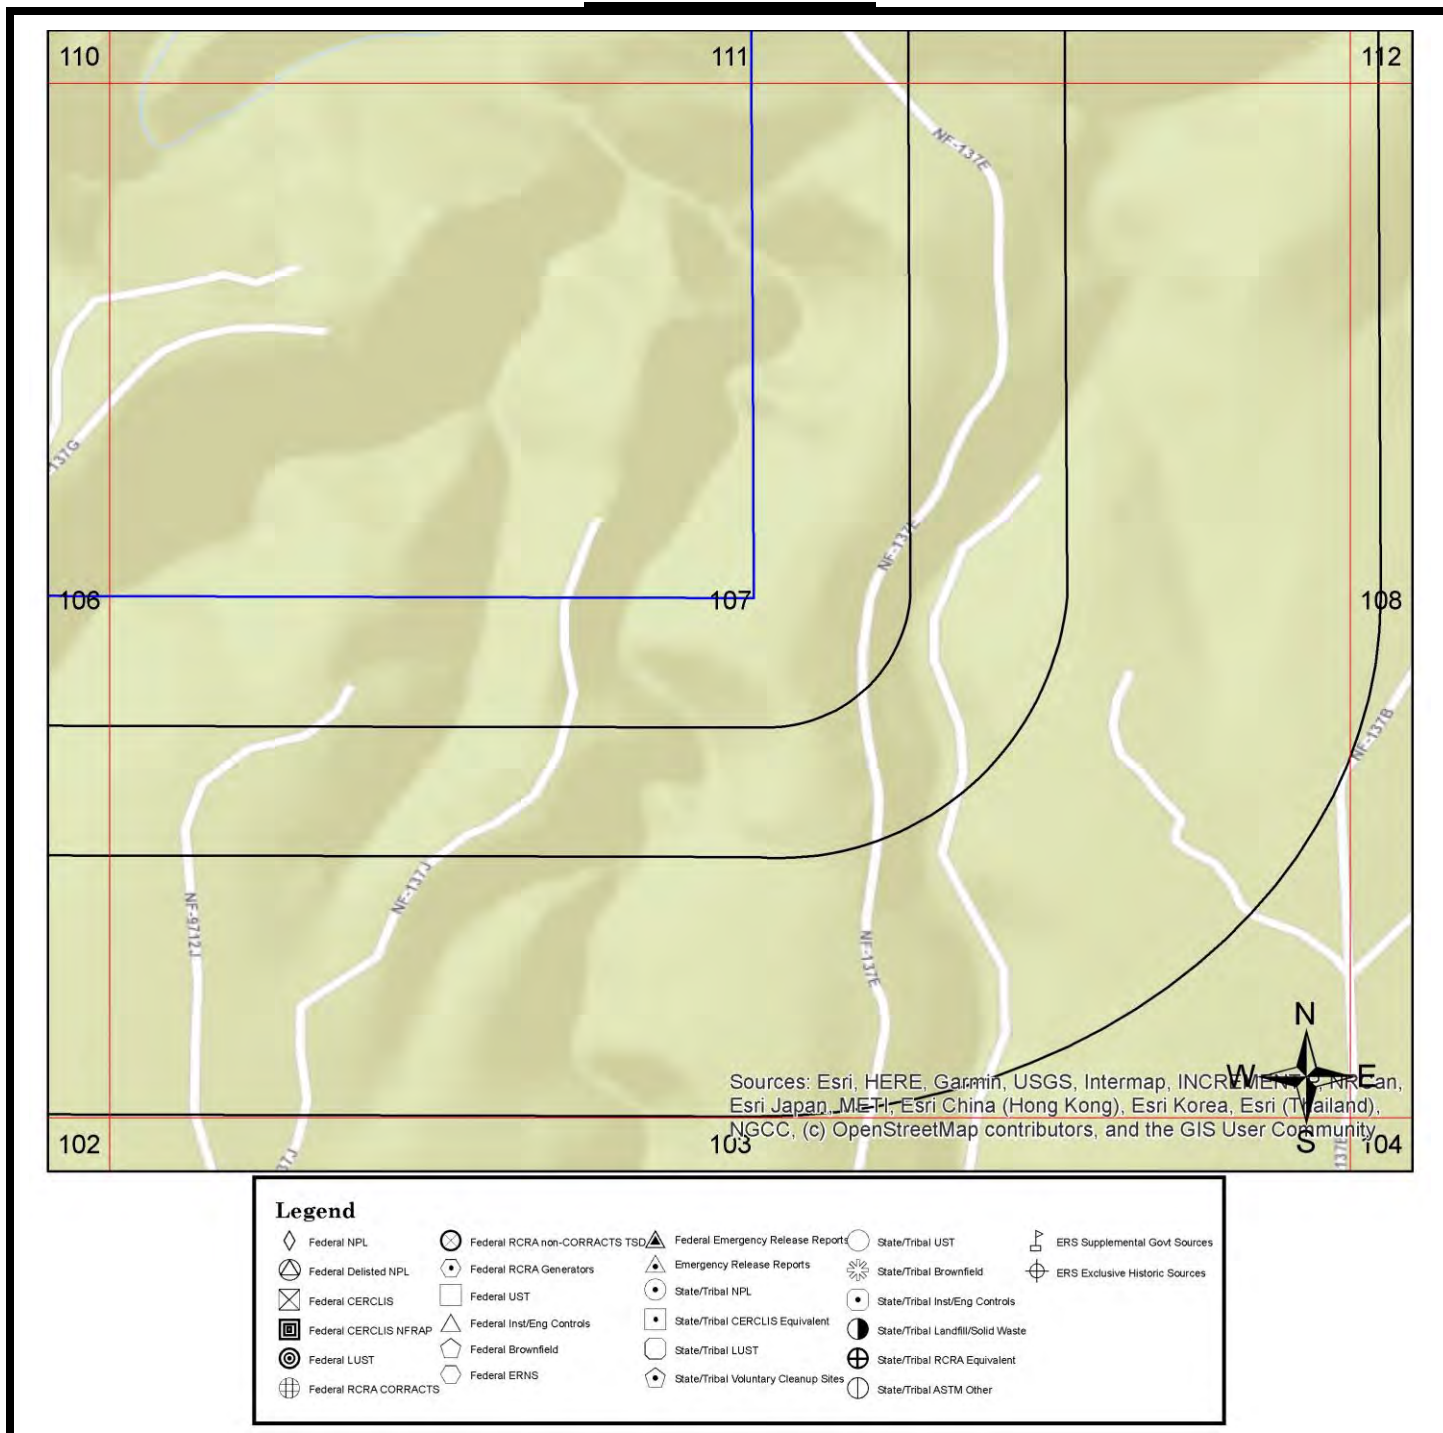 110
111
112
NF-137E
137G
NF-137E
106
107
108
NF-137B
NF-137J
NF-9712J
NF-137E
N
W
E
S
Sources: Esri, HERE, Garmin, USGS, Intermap, INCREMENT P, NRCan,
Esri Japan, METI, Esri China (Hong Kong), Esri Korea, Esri (Thailand),
NGCC, (c) OpenStreetMap contributors, and the GIS User Community
102
37J
103
137E
104
Legend
Federal NPL
Federal Delisted NPL
Federal CERCLIS
Federal CERCLIS NFRAP
Federal LUST
Federal RCRA CORRACTS
Federal RCRA non-CORRACTS TSD
Federal RCRA Generators
Federal UST
Federal Inst/Eng Controls
Federal Brownfield
Federal ERNS
Federal Emergency Release Reports
Emergency Release Reports
State/Tribal NPL
State/Tribal CERCLIS Equivalent
State/Tribal LUST
State/Tribal Voluntary Cleanup Sites
State/Tribal UST
State/Tribal Brownfield
State/Tribal Inst/Eng Controls
State/Tribal Landfill/Solid Waste
State/Tribal RCRA Equivalent
State/Tribal ASTM Other
ERS Supplemental Govt Sources
ERS Exclusive Historic Sources